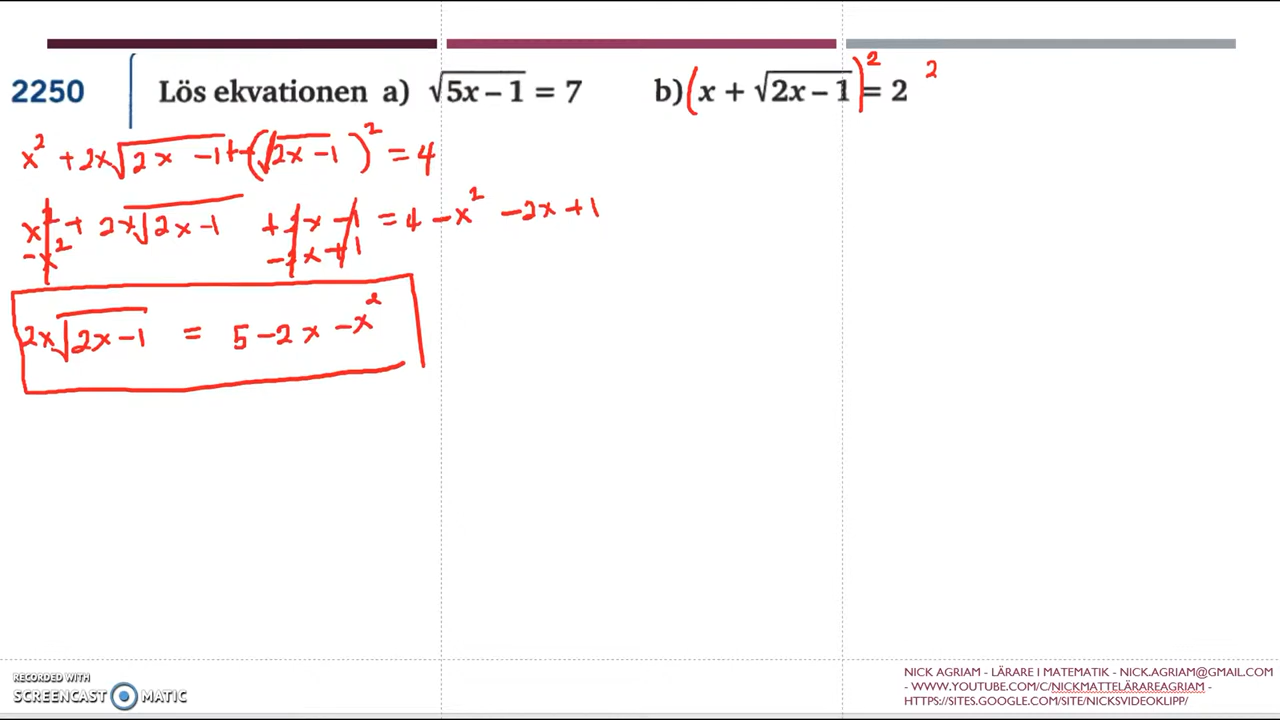 2250 Lös ekvationen a) √5x – 1 = 7 b) (x + √2x – 1)² = 2 ²
x² + 2x√2x – 1 + (√2x – 1)² = 4
x² + 2x√2x – 1 + 2x – 1 = 4 – x² – 2x + 1
– x² – 2x + 1
2x√2x – 1 = 5 – 2x – x²
RECORDED WITH
SCREENCAST MATIC
NICK AGRIAM - LÄRARE I MATEMATIK - NICK.AGRIAM@GMAIL.COM
- WWW.YOUTUBE.COM/C/NICKMATTELÄRAREAGRIAM -
HTTPS://SITES.GOOGLE.COM/SITE/NICKSVIDEOKLIPP/